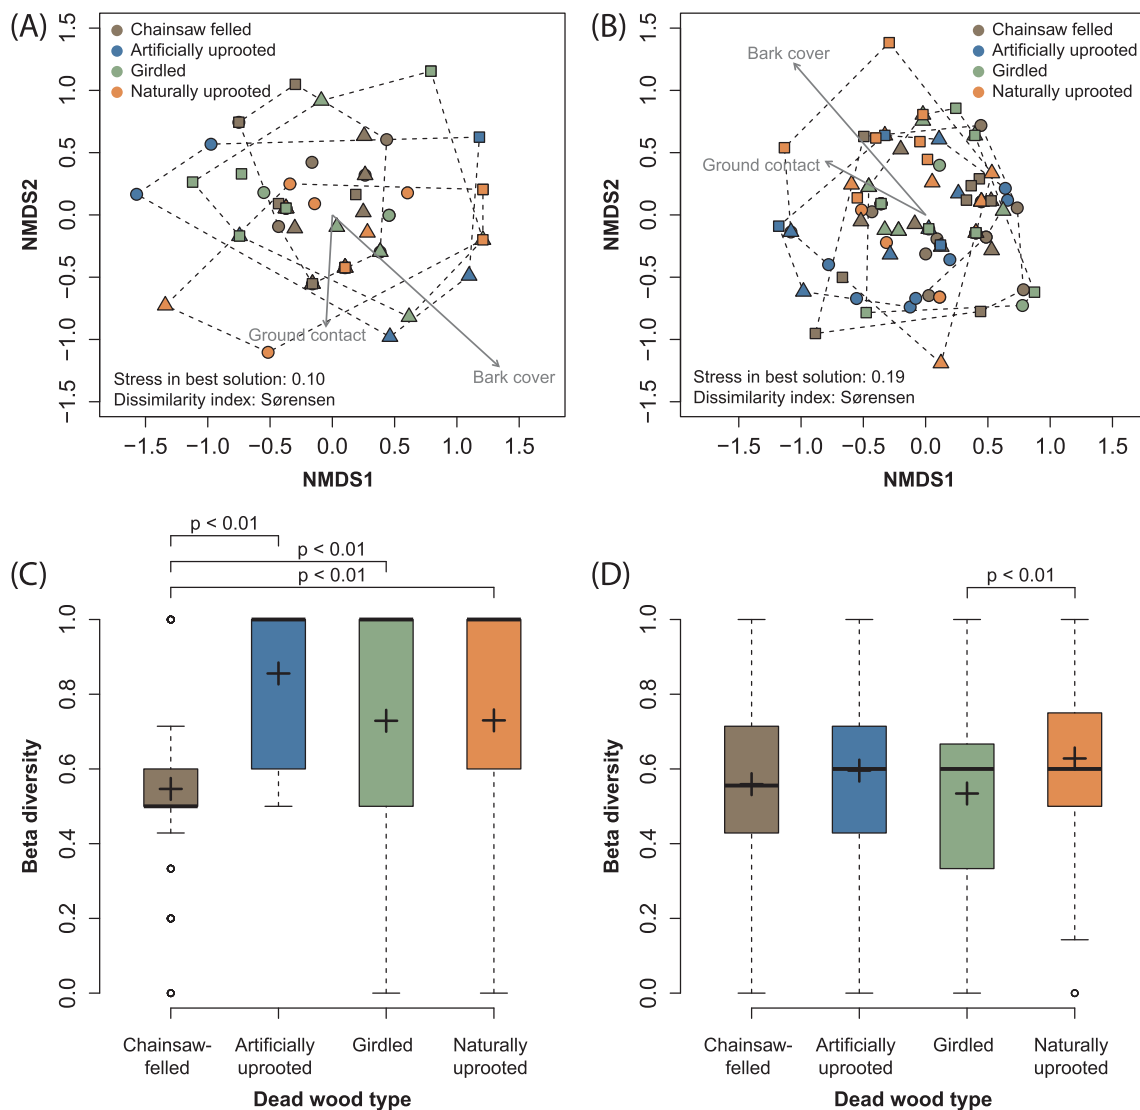 (A)
Chainsaw felled
Artificially uprooted
Girdled
Naturally uprooted
Ground contact
Bark cover
Stress in best solution: 0.10
Dissimilarity index: Sørensen
1.5
1.0
0.5
0.0
−0.5
−1.0
−1.5
NMDS2
−1.5 −1.0 −0.5 0.0 0.5 1.0 1.5
NMDS1
(B)
Chainsaw felled
Artificially uprooted
Girdled
Naturally uprooted
Bark cover
Ground contact
Stress in best solution: 0.19
Dissimilarity index: Sørensen
1.5
1.0
0.5
0.0
−0.5
−1.0
−1.5
NMDS2
−1.5 −1.0 −0.5 0.0 0.5 1.0 1.5
NMDS1
(C)
p < 0.01
p < 0.01
p < 0.01
1.0
0.8
0.6
0.4
0.2
0.0
Beta diversity
Chainsaw-
felled
Artificially
uprooted
Girdled
Naturally
uprooted
Dead wood type
(D)
p < 0.01
1.0
0.8
0.6
0.4
0.2
0.0
Beta diversity
Chainsaw-
felled
Artificially
uprooted
Girdled
Naturally
uprooted
Dead wood type